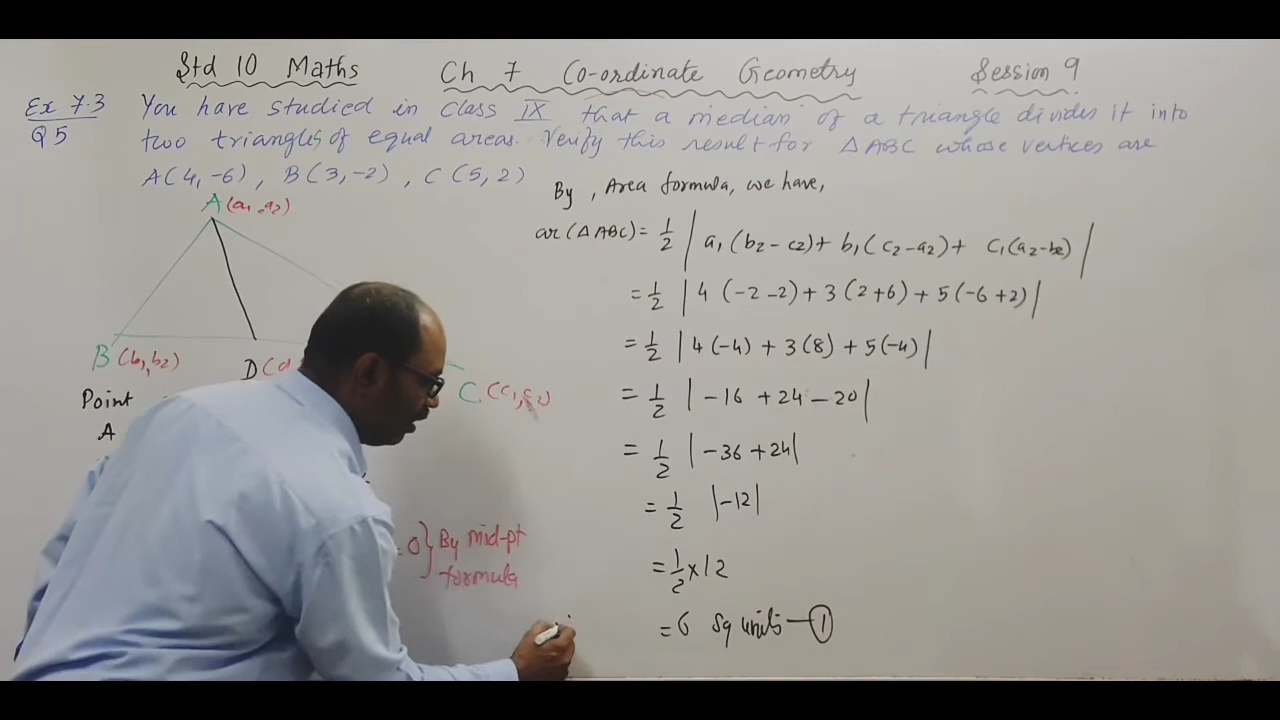 Std 10 Maths Ch 7 Co-ordinate Geometry Session 9
Ex 7.3 You have studied in class IX that a median of a triangle divides it into
Q 5 two triangles of equal areas. Verify this result for △ABC whose vertices are
A(4,-6), B(3,-2), C(5,2)
By, Area formula, we have,
A(a₁,a₂)
ar(△ABC)= 1/2 | a₁(b₂-c₂)+ b₁(c₂-a₂)+ c₁(a₂-b₂) |
= 1/2 | 4 (-2-2)+3(2+6)+5(-6+2) |
= 1/2 | 4(-4) + 3(8) + 5(-4) |
= 1/2 | -16 + 24 - 20 |
= 1/2 | -36 + 24 |
= 1/2 |-12|
= 1/2 × 12
= 6 Sq units — ①
B(b₁,b₂)
D(d
C(c₁,c₂)
Point
A
=0} By mid-pt
formula